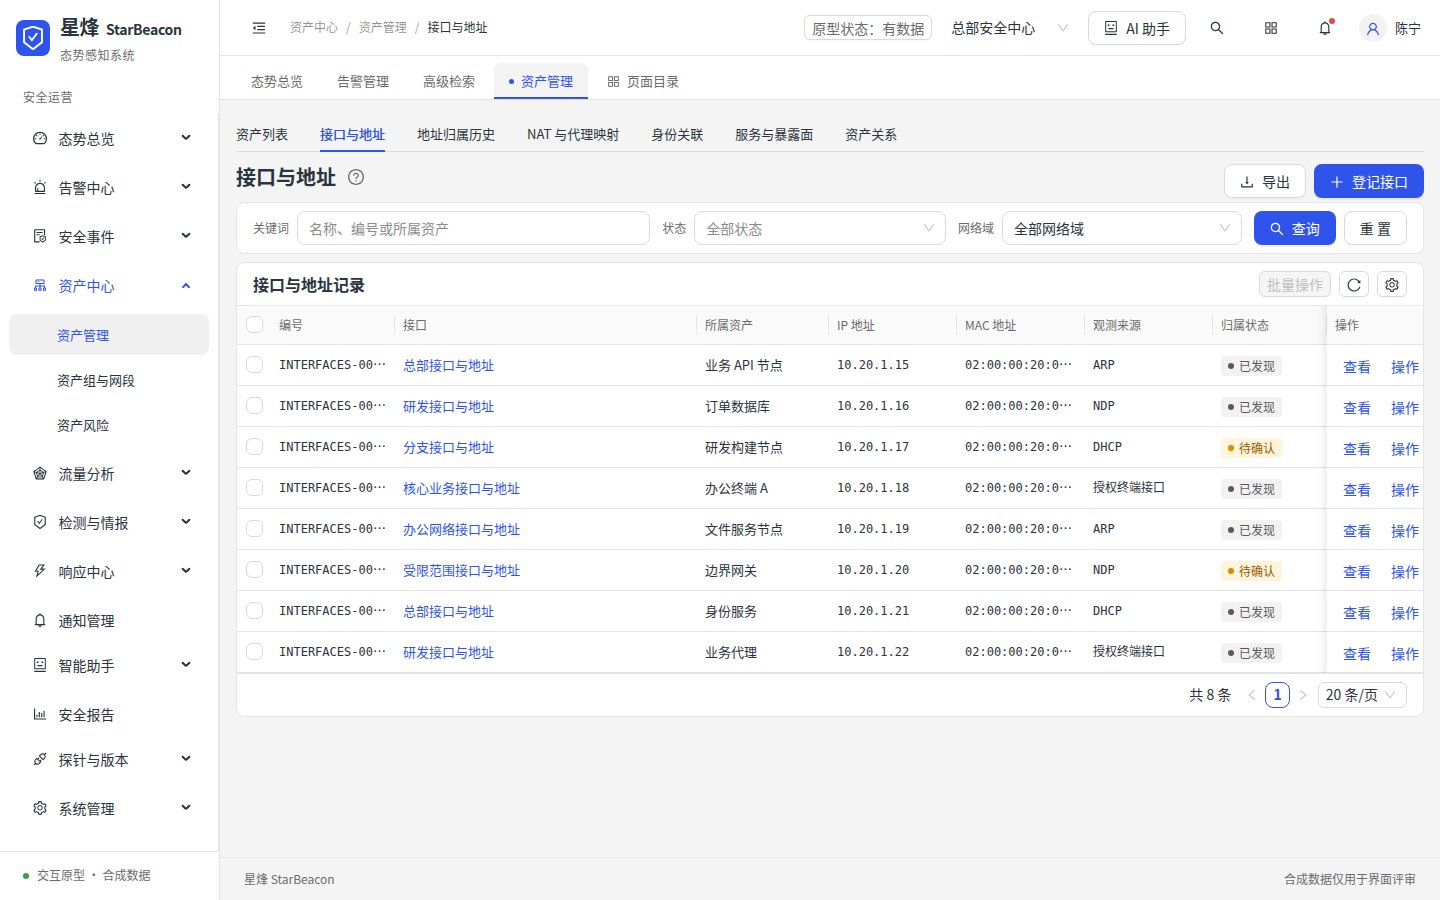 星烽 StarBeacon
态势感知系统
安全运营
态势总览
告警中心
安全事件
资产中心
资产管理
资产组与网段
资产风险
流量分析
检测与情报
响应中心
通知管理
智能助手
安全报告
探针与版本
系统管理
交互原型 · 合成数据
资产中心 / 资产管理 / 接口与地址
原型状态：有数据
总部安全中心
AI 助手
陈宁
态势总览 告警管理 高级检索 资产管理 页面目录
资产列表 接口与地址 地址归属历史 NAT 与代理映射 身份关联 服务与暴露面 资产关系
接口与地址
导出
登记接口
关键词 名称、编号或所属资产 状态 全部状态 网络域 全部网络域 查询 重 置
接口与地址记录
批量操作
编号 接口 所属资产 IP 地址 MAC 地址 观测来源 归属状态 操作
INTERFACES-00··· 总部接口与地址 业务 API 节点 10.20.1.15 02:00:00:20:0··· ARP 已发现 查看 操作
INTERFACES-00··· 研发接口与地址 订单数据库 10.20.1.16 02:00:00:20:0··· NDP 已发现 查看 操作
INTERFACES-00··· 分支接口与地址 研发构建节点 10.20.1.17 02:00:00:20:0··· DHCP 待确认 查看 操作
INTERFACES-00··· 核心业务接口与地址 办公终端 A 10.20.1.18 02:00:00:20:0··· 授权终端接口 已发现 查看 操作
INTERFACES-00··· 办公网络接口与地址 文件服务节点 10.20.1.19 02:00:00:20:0··· ARP 已发现 查看 操作
INTERFACES-00··· 受限范围接口与地址 边界网关 10.20.1.20 02:00:00:20:0··· NDP 待确认 查看 操作
INTERFACES-00··· 总部接口与地址 身份服务 10.20.1.21 02:00:00:20:0··· DHCP 已发现 查看 操作
INTERFACES-00··· 研发接口与地址 业务代理 10.20.1.22 02:00:00:20:0··· 授权终端接口 已发现 查看 操作
共 8 条 1 20 条/页
星烽 StarBeacon
合成数据仅用于界面评审